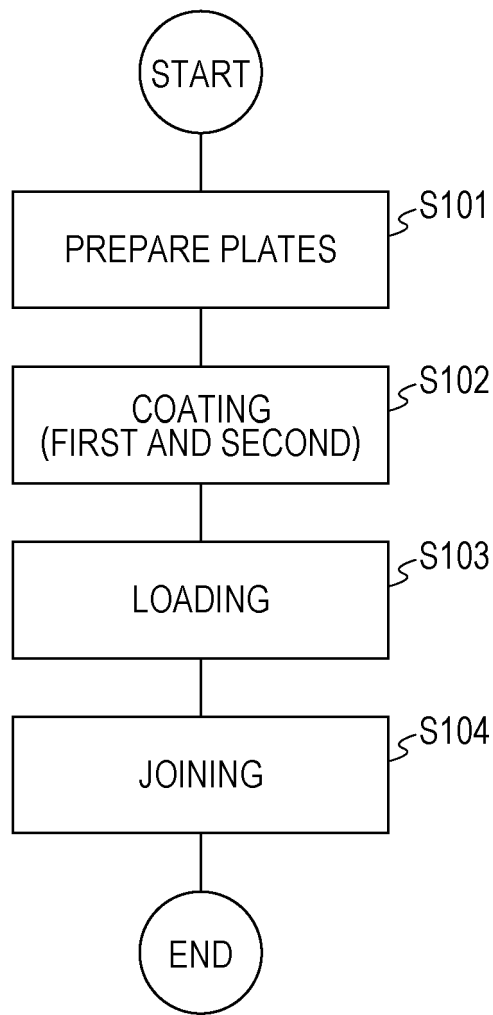 START
S101
PREPARE PLATES
S102
COATING
(FIRST AND SECOND)
S103
LOADING
S104
JOINING
END